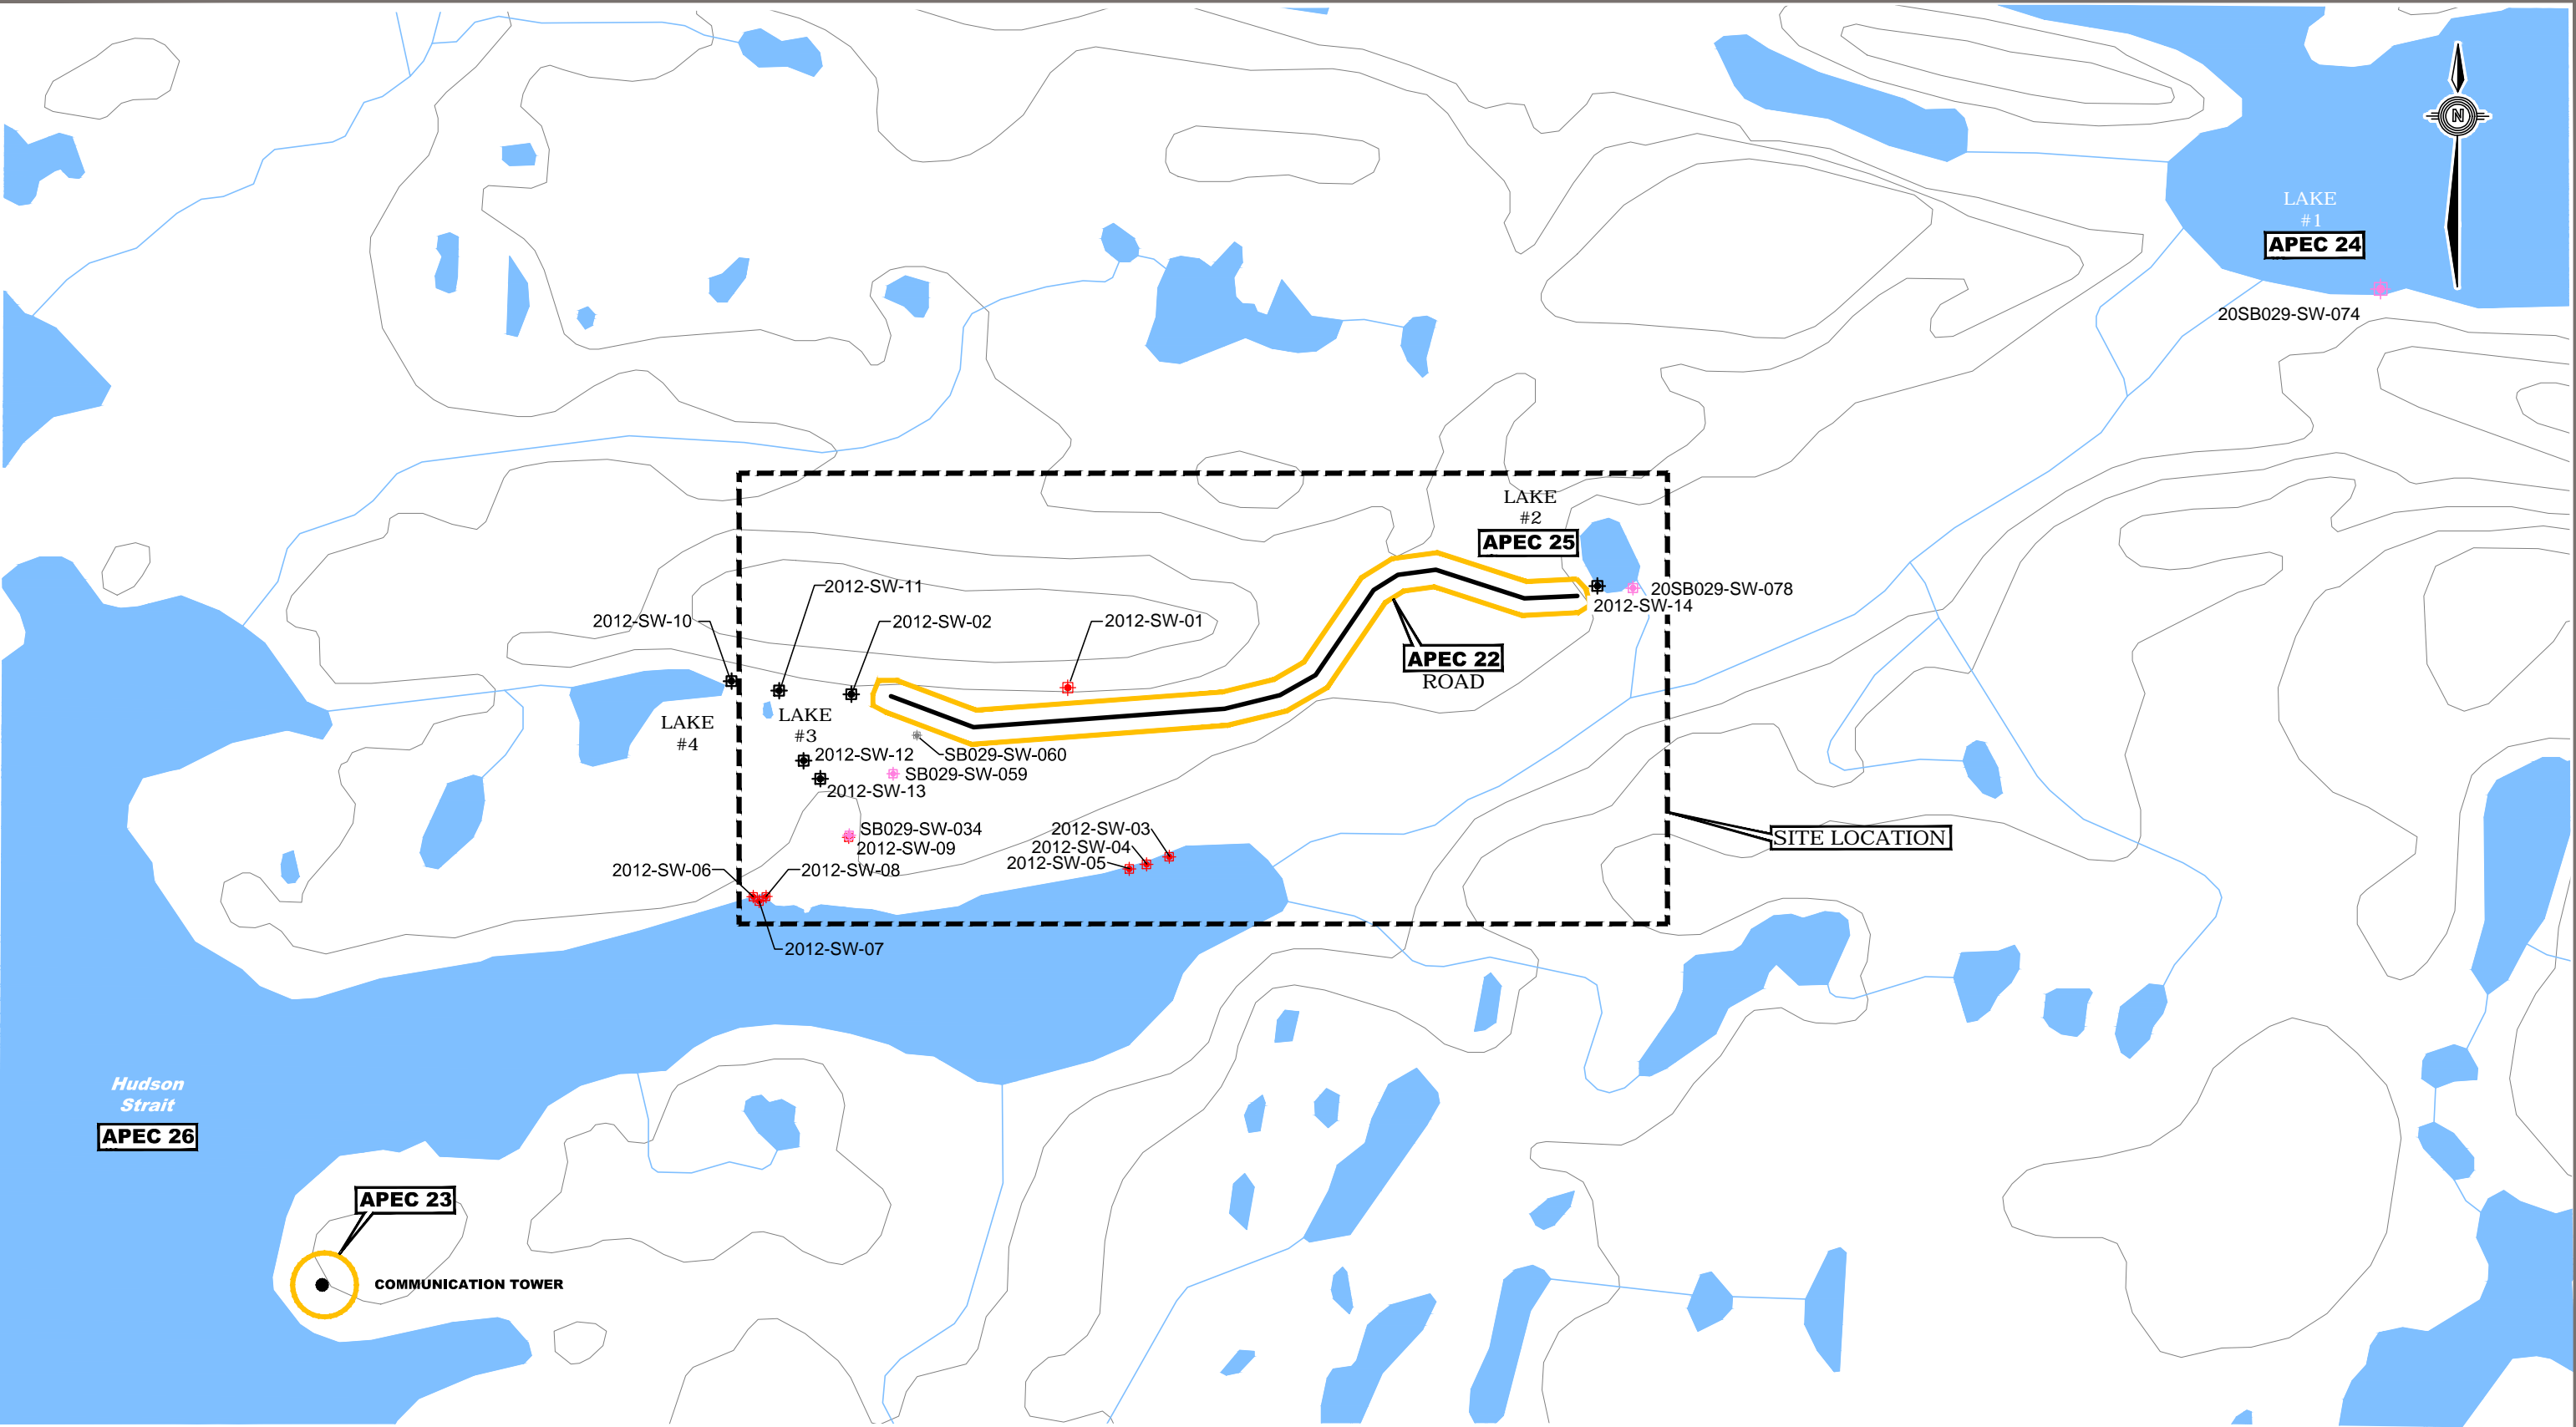 N
LAKE
#1
APEC 24
20SB029-SW-074
LAKE
#2
APEC 25
2012-SW-11
20SB029-SW-078
2012-SW-14
2012-SW-10
2012-SW-02
2012-SW-01
APEC 22
ROAD
LAKE
#4
LAKE
#3
2012-SW-12
SB029-SW-060
SB029-SW-059
2012-SW-13
SB029-SW-034
2012-SW-09
2012-SW-03
2012-SW-04
2012-SW-05
SITE LOCATION
2012-SW-06
2012-SW-08
2012-SW-07
Hudson
Strait
APEC 26
APEC 23
COMMUNICATION TOWER